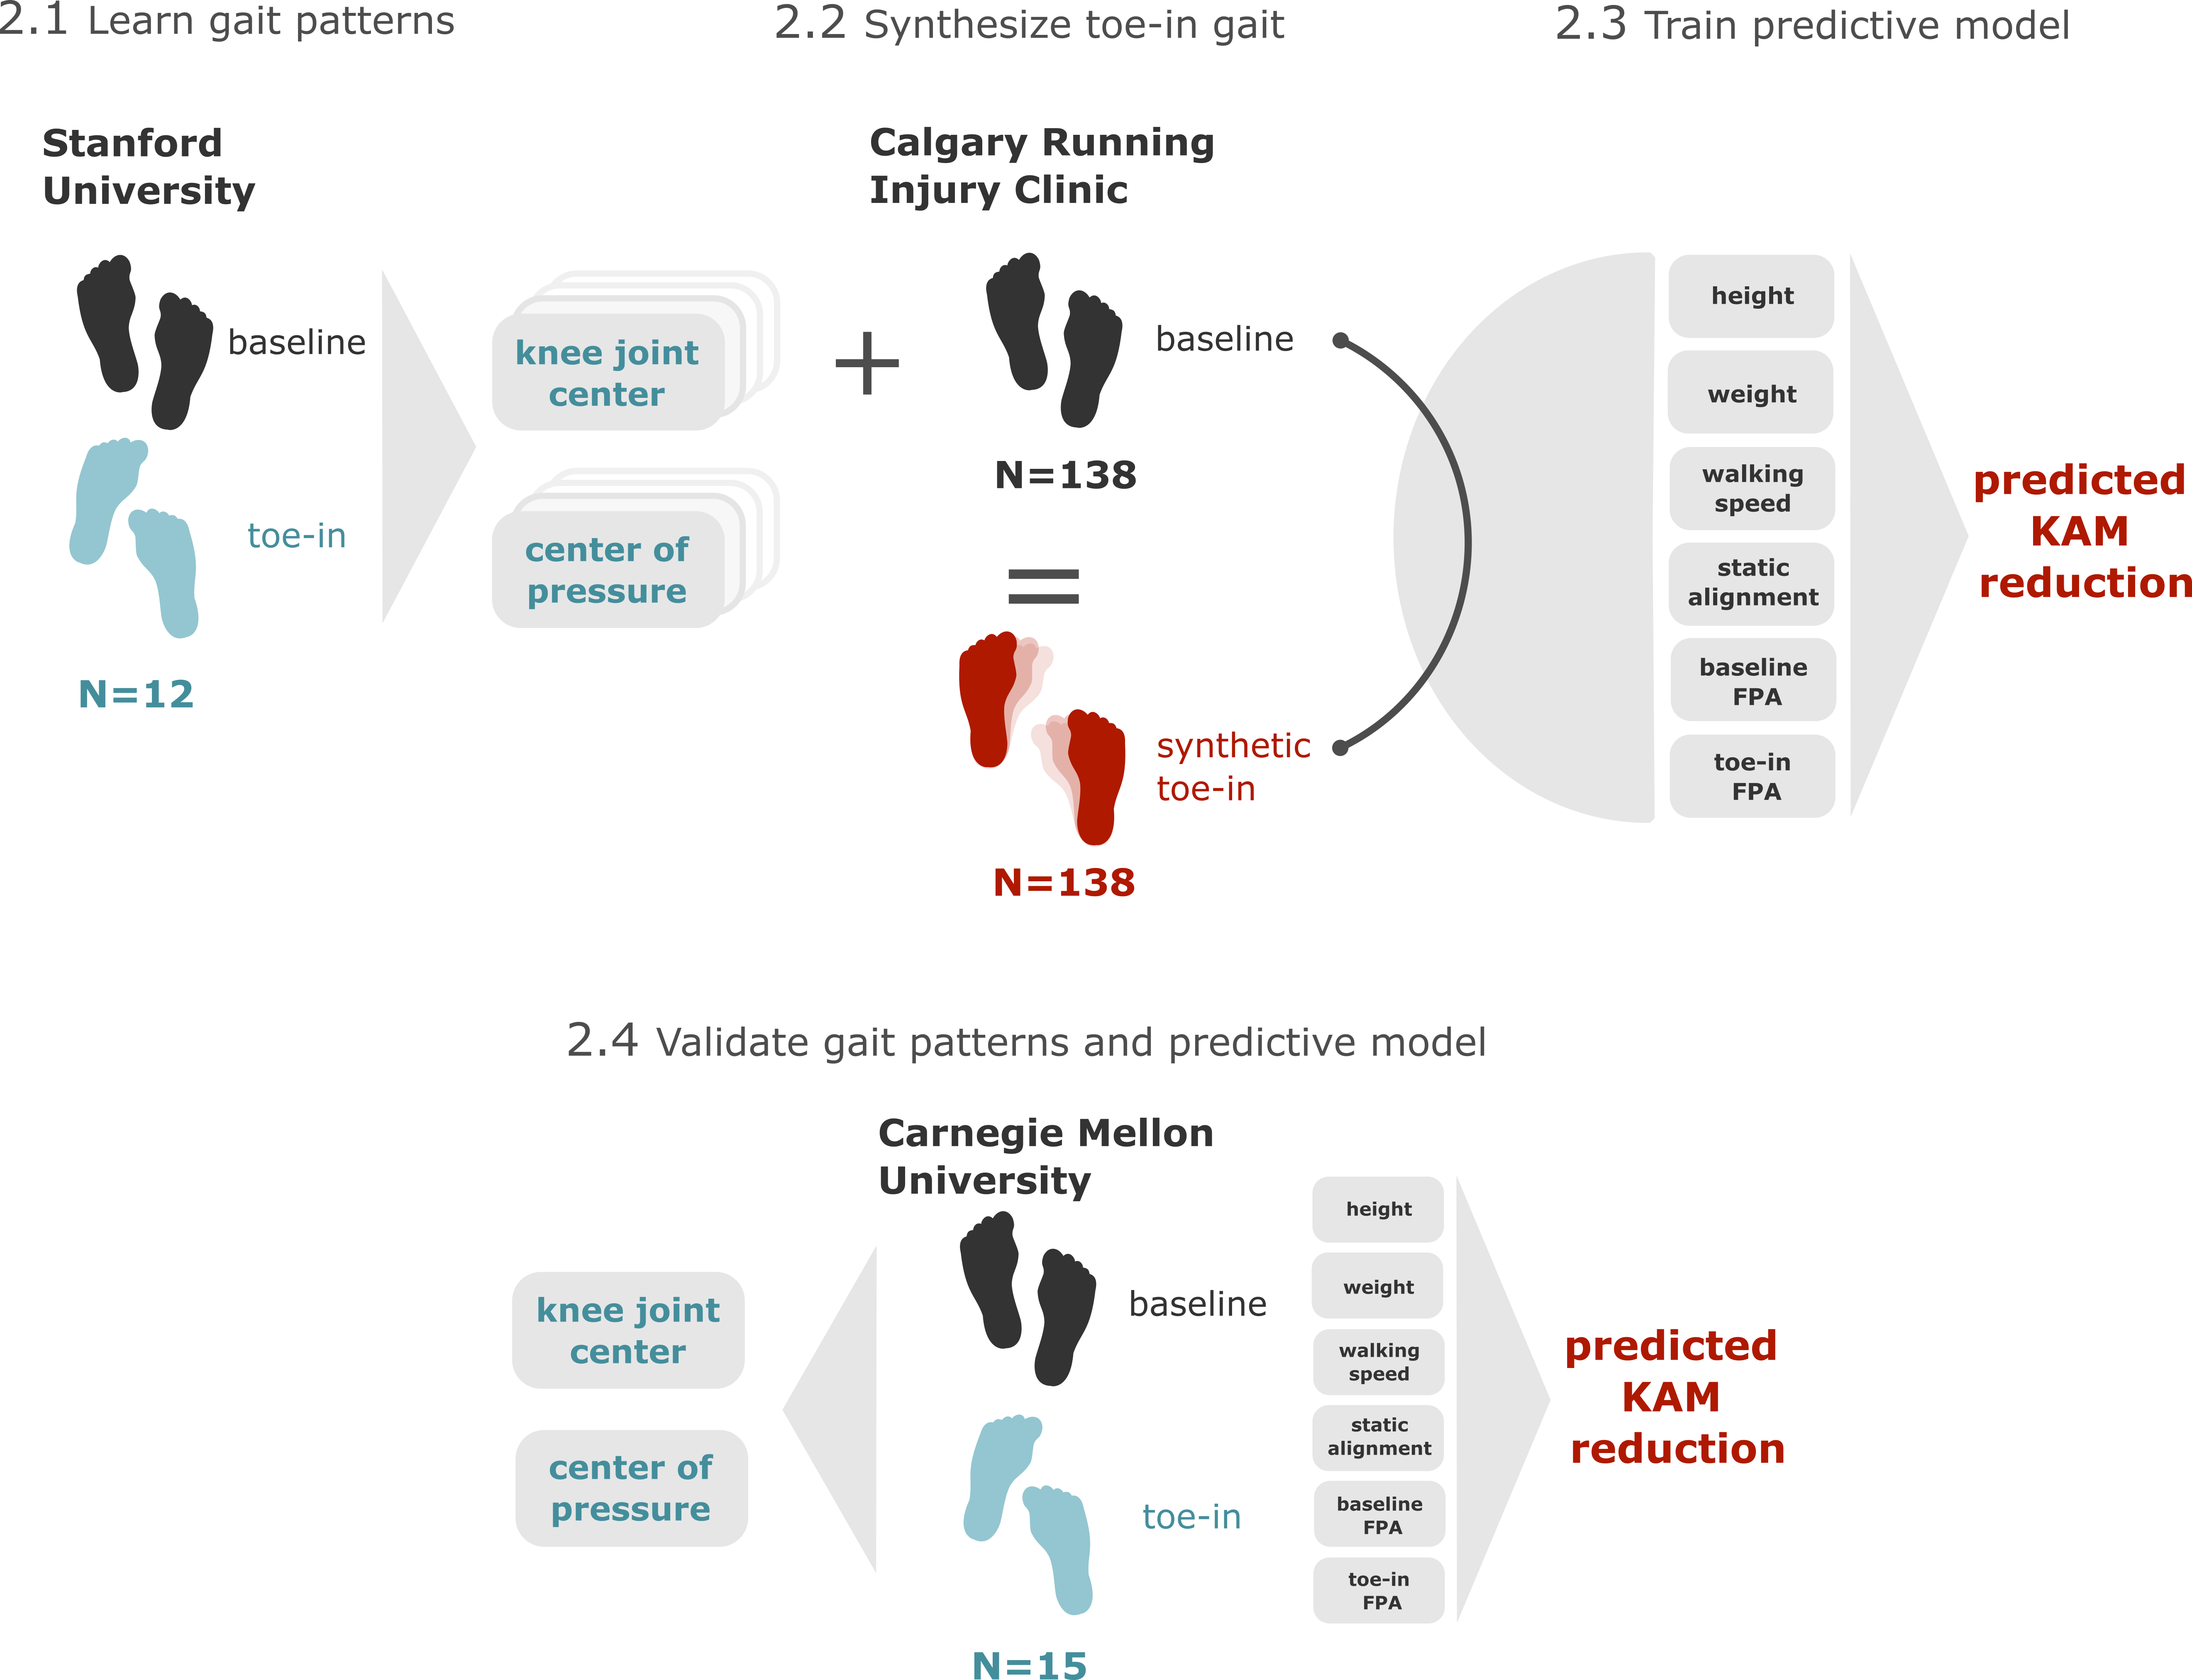 2.1 Learn gait patterns
Stanford
University
baseline
toe-in
N=12
knee joint
center
center of
pressure
2.2 Synthesize toe-in gait
Calgary Running
Injury Clinic
+
baseline
N=138
=
synthetic
toe-in
N=138
2.3 Train predictive model
height
weight
walking
speed
static
alignment
baseline
FPA
toe-in
FPA
predicted
KAM
reduction
2.4 Validate gait patterns and predictive model
Carnegie Mellon
University
knee joint
center
center of
pressure
baseline
toe-in
N=15
height
weight
walking
speed
static
alignment
baseline
FPA
toe-in
FPA
predicted
KAM
reduction